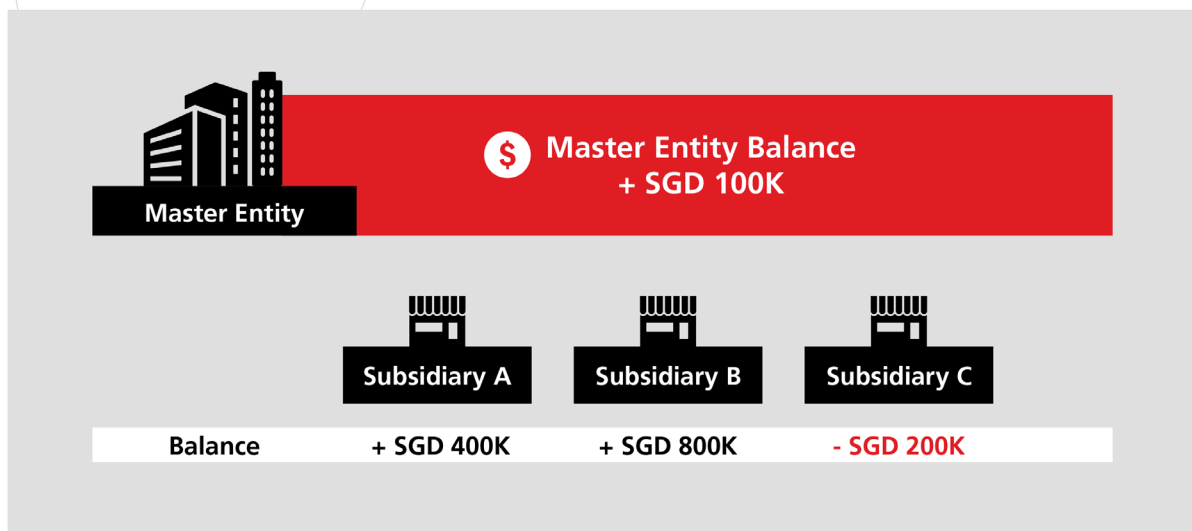 $ Master Entity Balance
+ SGD 100K
Master Entity
Subsidiary A Subsidiary B Subsidiary C
Balance + SGD 400K + SGD 800K - SGD 200K